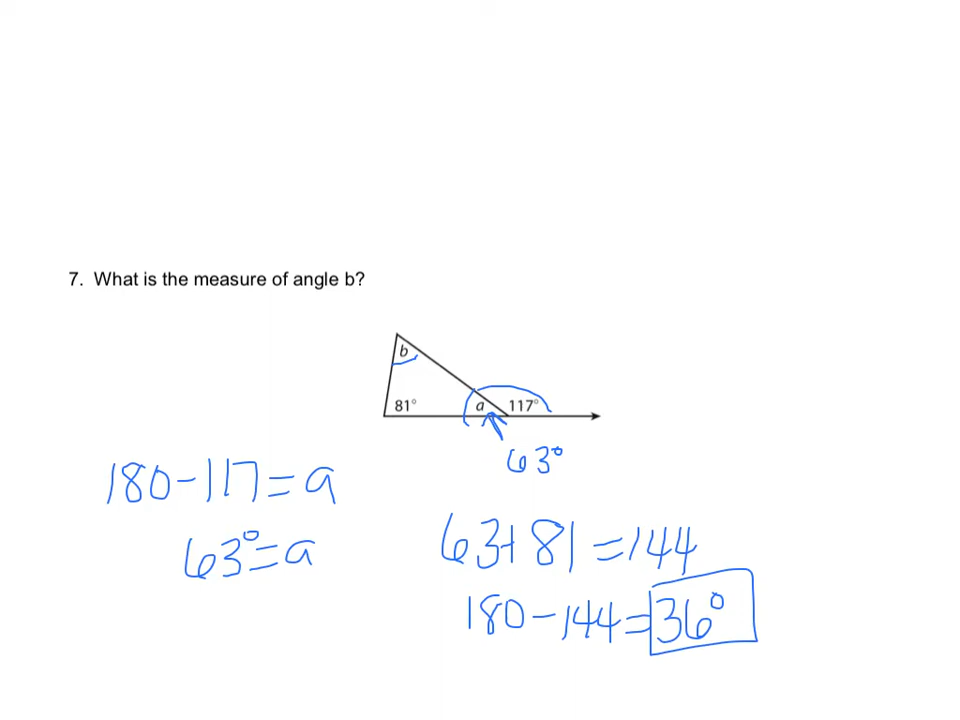 7. What is the measure of angle b?
b
81° a 117°
63°
180-117=a
63°=a
63+81=144
180-144=36°